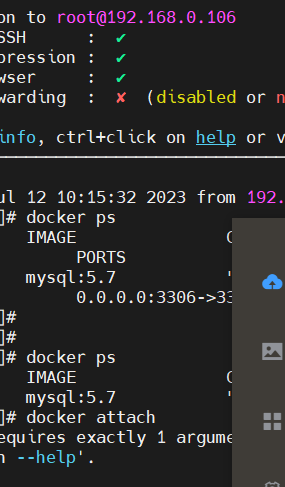 on to root@192.168.0.106
SSH : ✔
pression : ✔
wser : ✔
warding : ✘ (disabled or n
info, ctrl+click on help or v
ul 12 10:15:32 2023 from 192.
]# docker ps
IMAGE C
PORTS
mysql:5.7 "
0.0.0.0:3306->33
]#
]#
]# docker ps
IMAGE C
mysql:5.7 "
]# docker attach
equires exactly 1 argume
n --help'.